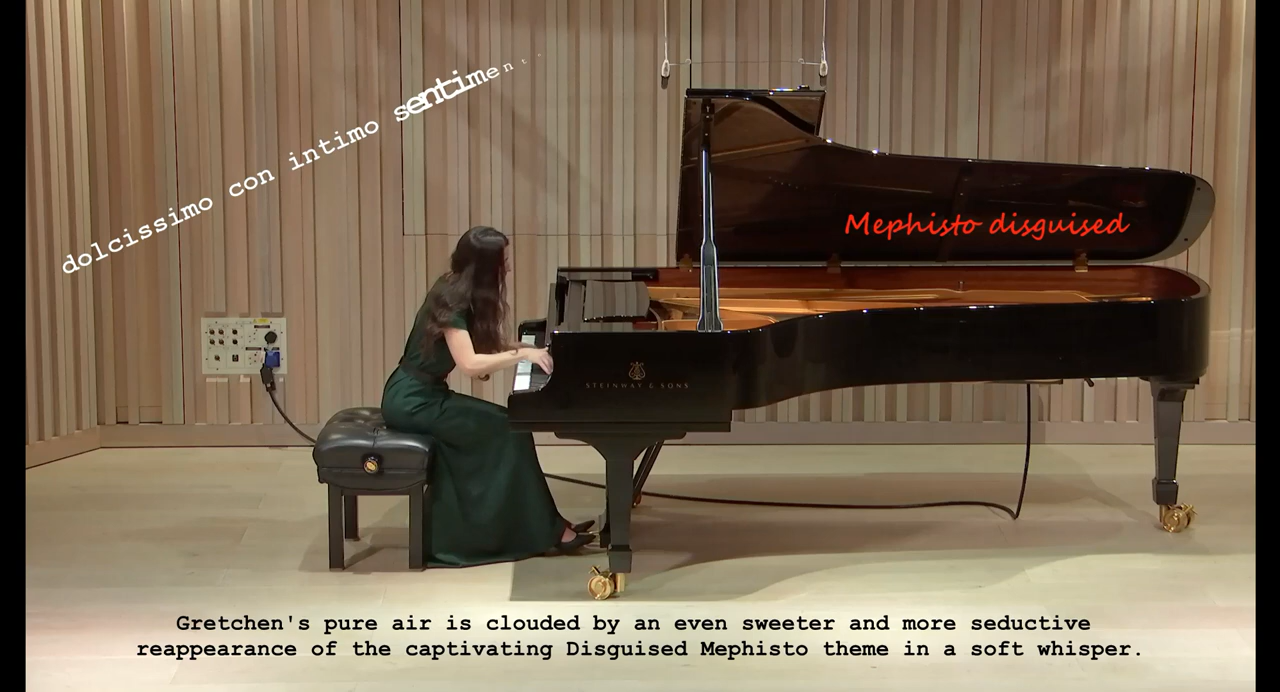 dolcissimo con intimo sentiment
Mephisto disguised
STEINWAY & SONS
Gretchen's pure air is clouded by an even sweeter and more seductive
reappearance of the captivating Disguised Mephisto theme in a soft whisper.